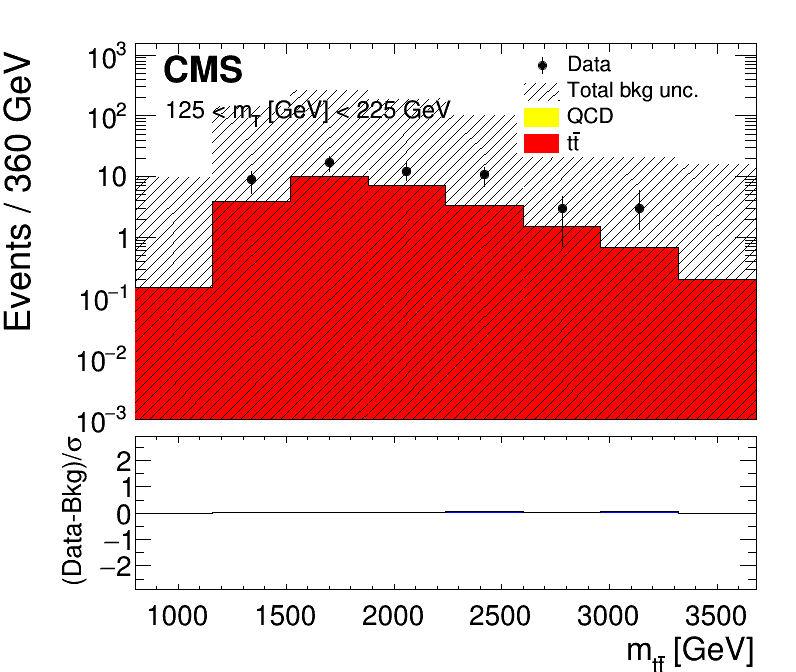 Events / 360 GeV
10³
10²
10
1
10⁻¹
10⁻²
10⁻³
CMS
125 < m_T [GeV] < 225 GeV
Data
Total bkg unc.
QCD
tt̄
(Data-Bkg)/σ
2
1
0
−1
−2
1000 1500 2000 2500 3000 3500
m_tt̄ [GeV]